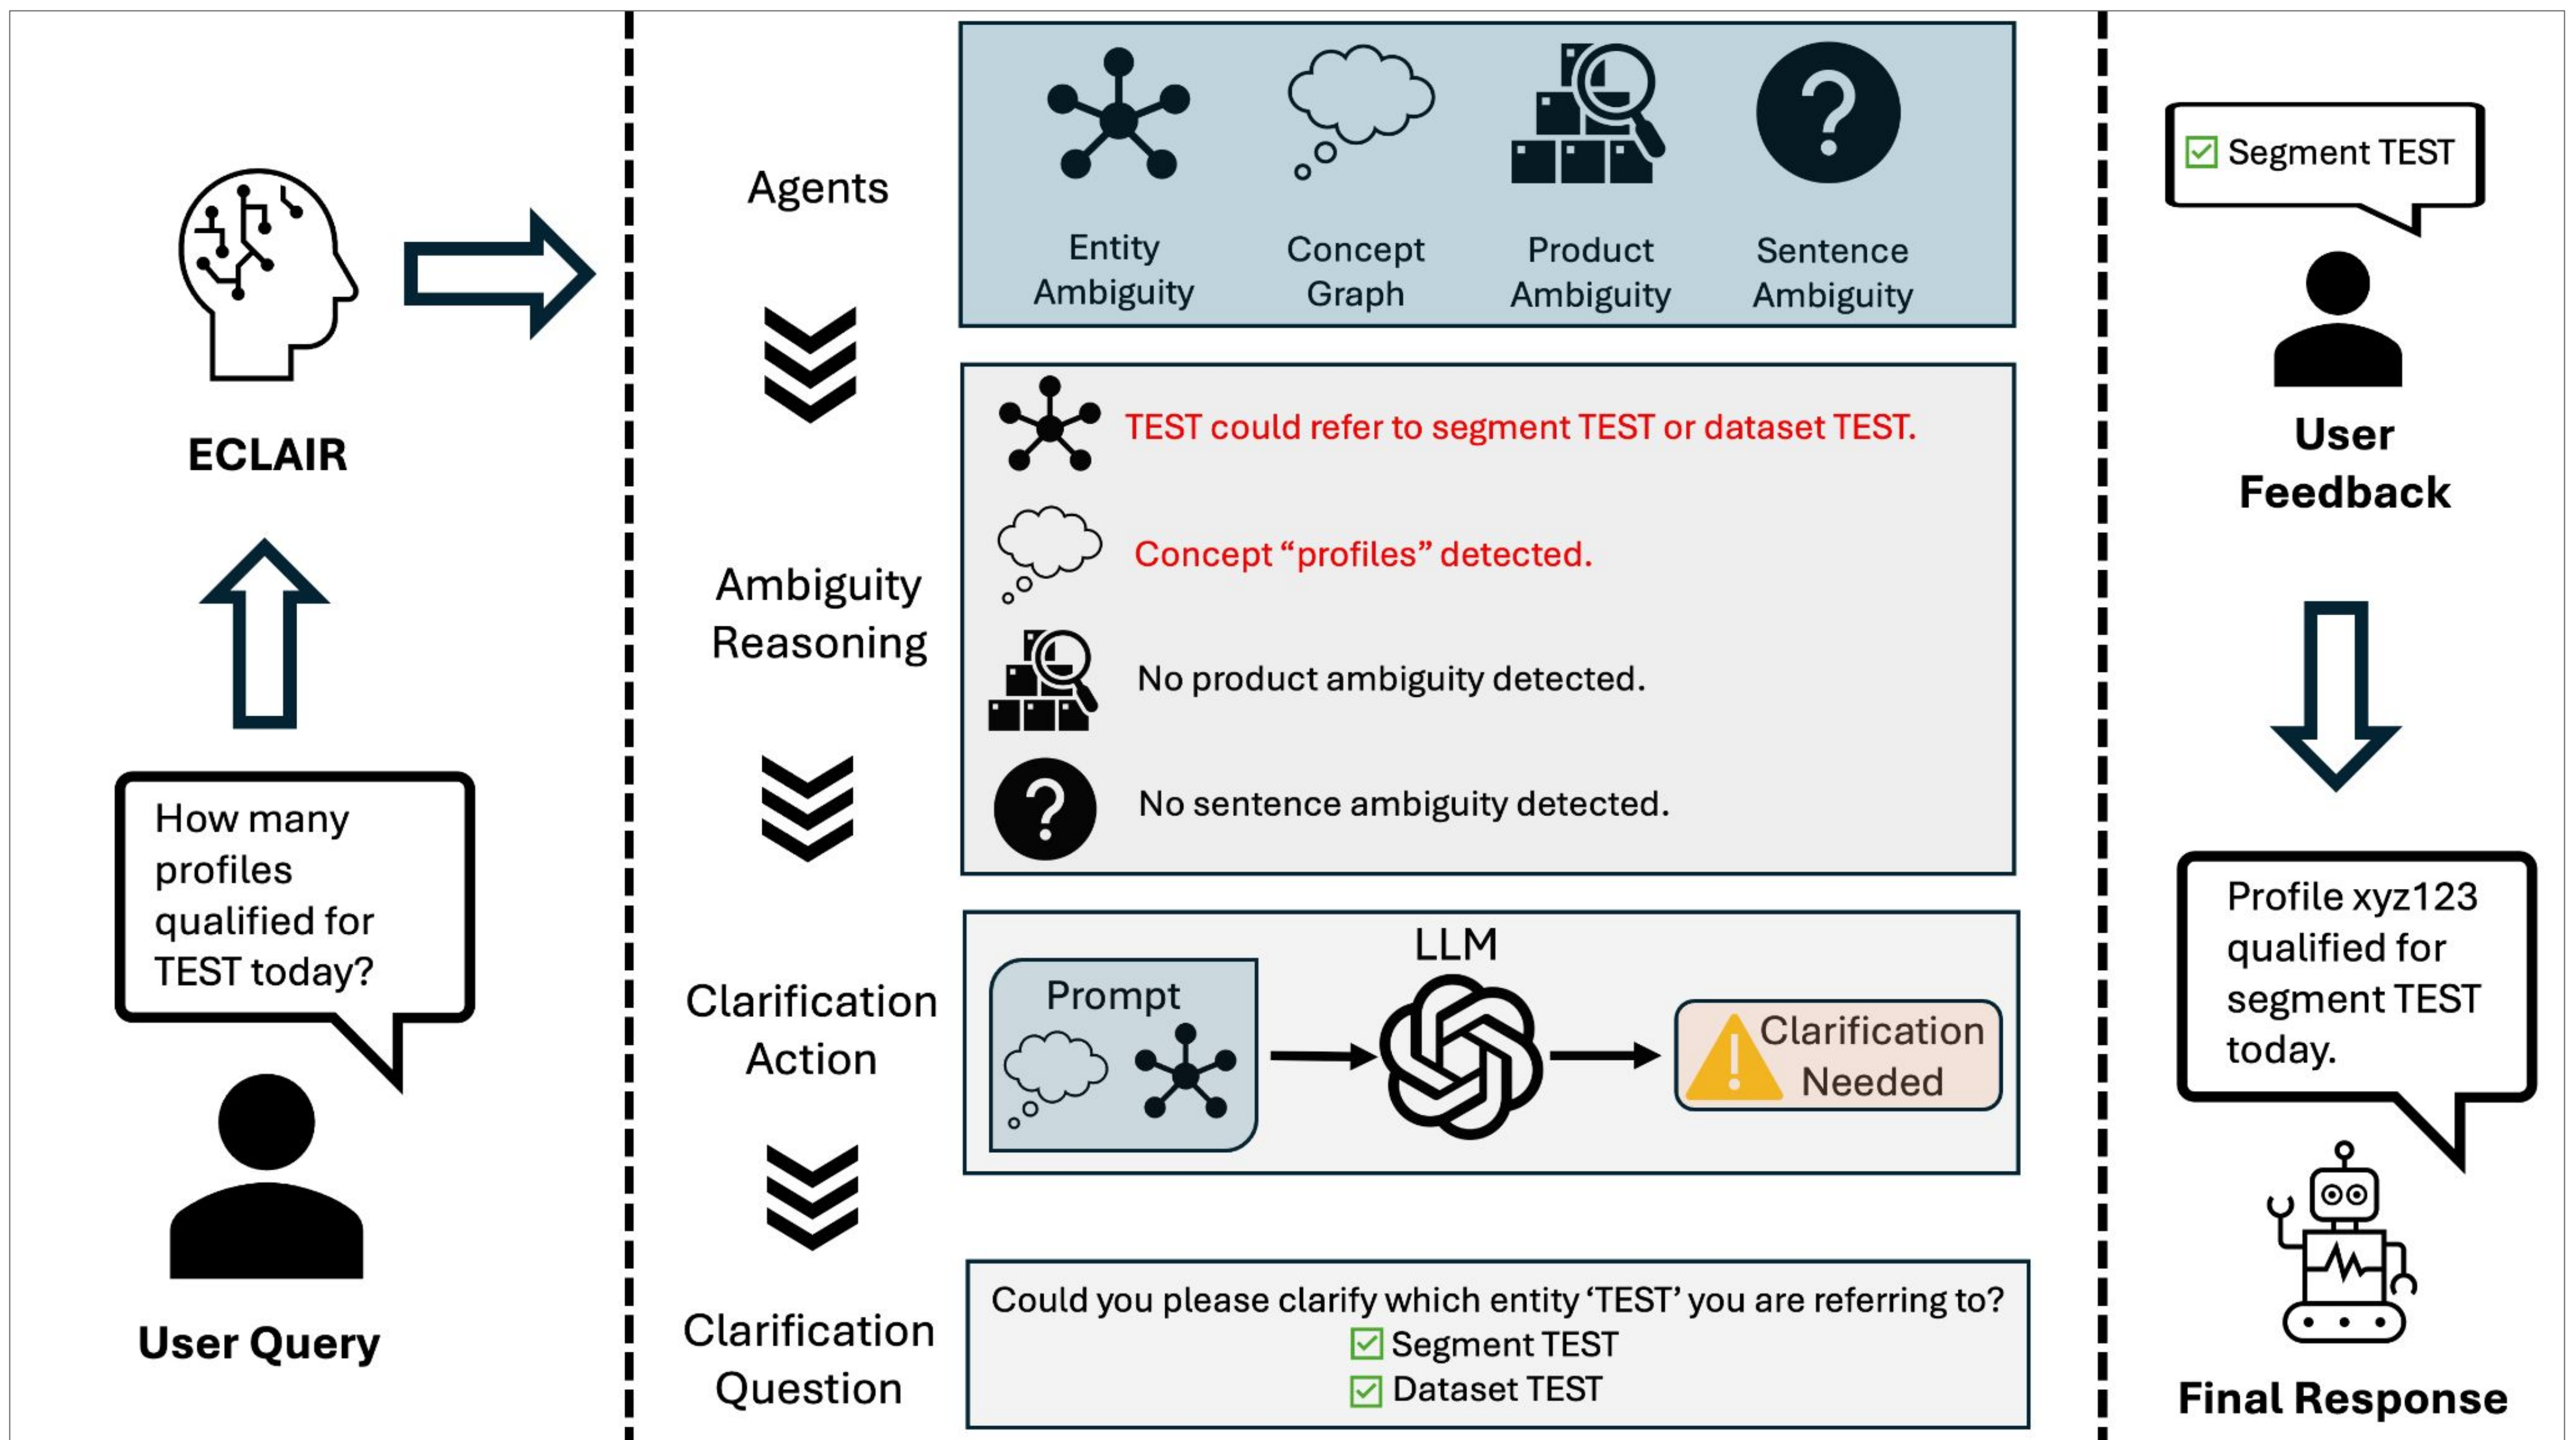 ECLAIR
How many
profiles
qualified for
TEST today?
User Query
Agents
Entity
Ambiguity
Concept
Graph
Product
Ambiguity
Sentence
Ambiguity
Ambiguity
Reasoning
TEST could refer to segment TEST or dataset TEST.
Concept “profiles” detected.
No product ambiguity detected.
No sentence ambiguity detected.
Clarification
Action
Prompt
LLM
Clarification
Needed
Clarification
Question
Could you please clarify which entity ‘TEST’ you are referring to?
Segment TEST
Dataset TEST
Segment TEST
User
Feedback
Profile xyz123
qualified for
segment TEST
today.
Final Response